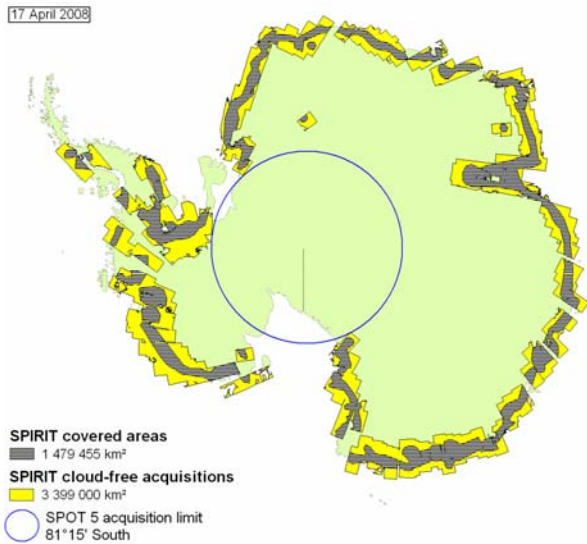 17 April 2008
SPIRIT covered areas
1 479 455 km²
SPIRIT cloud-free acquisitions
3 399 000 km²
SPOT 5 acquisition limit
81°15' South